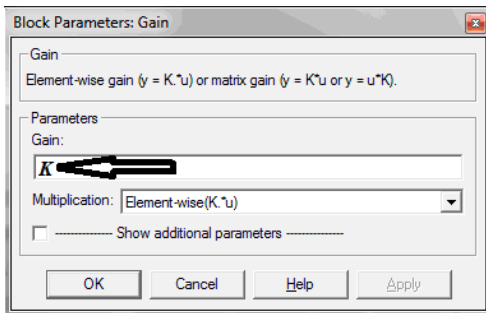 Block Parameters: Gain
Gain
Element-wise gain (y = K.*u) or matrix gain (y = K*u or y = u*K).
Parameters
Gain:
K
Multiplication: Element-wise(K.*u)
-------------- Show additional parameters --------------
OK Cancel Help Apply